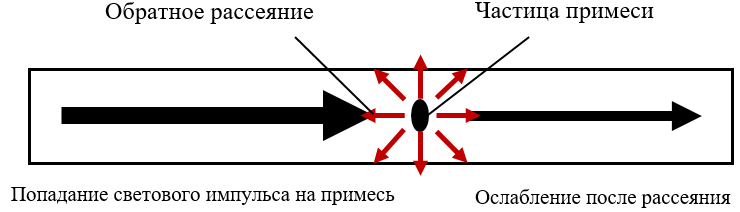 Обратное рассеяние
Частица примеси
Попадание светового импульса на примесь
Ослабление после рассеяния